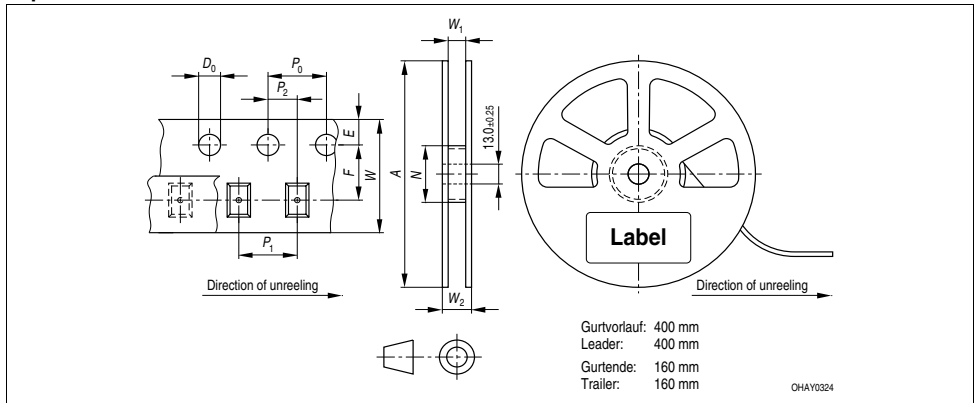 W1
D0
P0
P2
E
F
W
A
N
13.0±0.25
P1
Label
Direction of unreeling
W2
Direction of unreeling
Gurtvorlauf: 400 mm
Leader: 400 mm
Gurtende: 160 mm
Trailer: 160 mm
OHAY0324